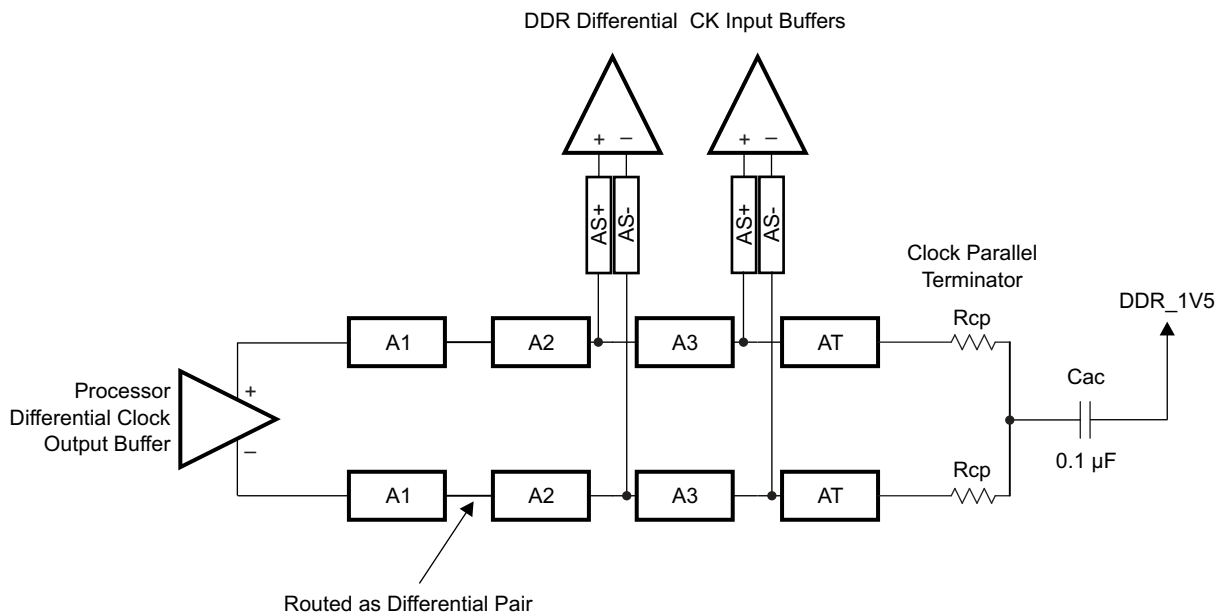 DDR Differential CK Input Buffers
+ − + −
AS+ AS- AS+ AS-
Clock Parallel
Terminator
DDR_1V5
Rcp
A1 A2 A3 AT
Cac
+
Processor
Differential Clock
Output Buffer
−
0.1 µF
Rcp
A1 A2 A3 AT
Routed as Differential Pair